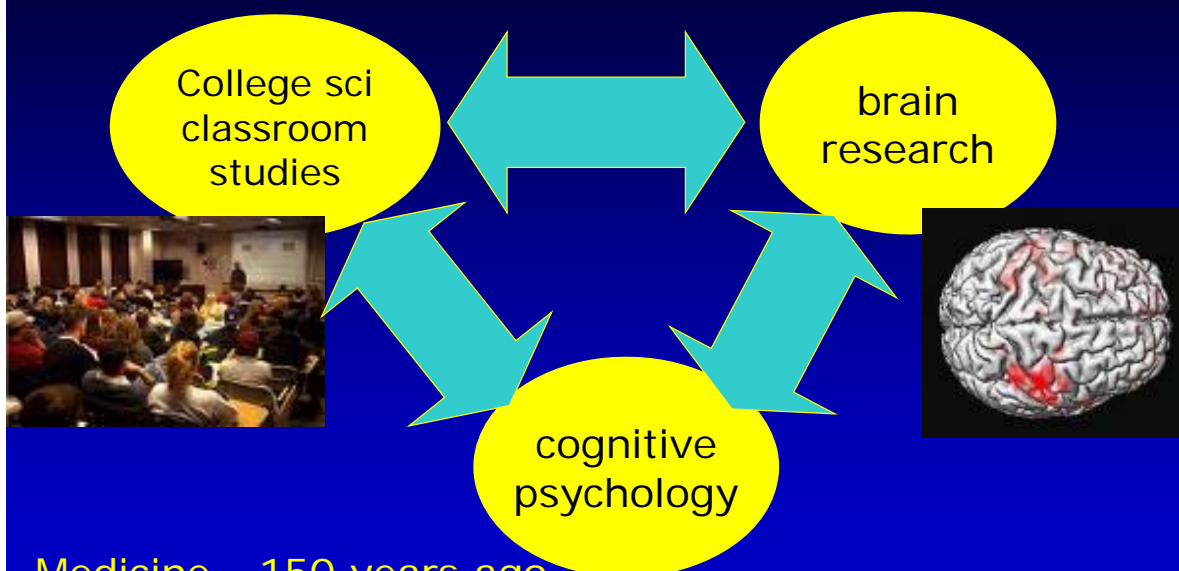 College sci
classroom
studies
brain
research
cognitive
psychology
Medicine 150 years ago